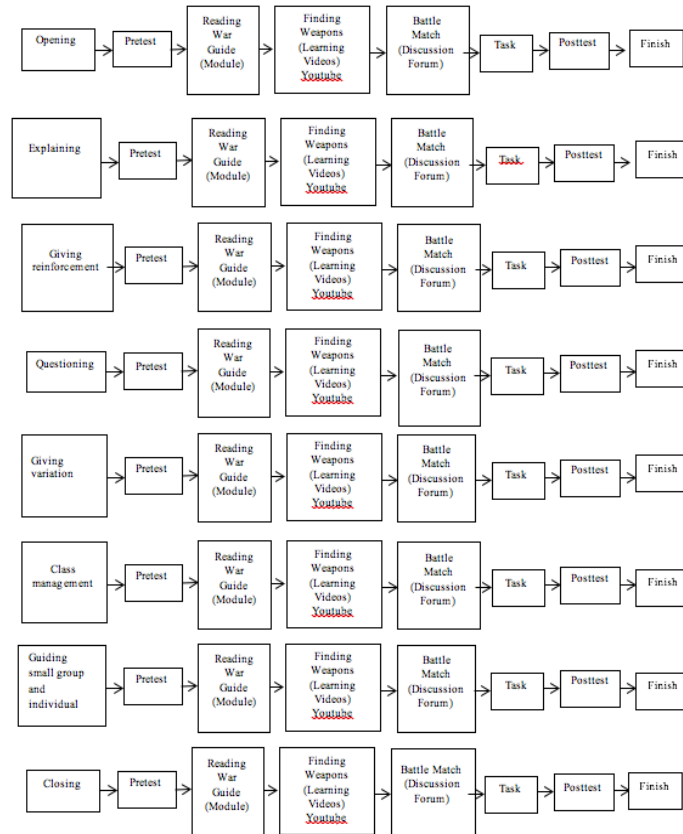 Opening
Pretest
Reading
War
Guide
(Module)
Finding
Weapons
(Learning
Videos)
Youtube
Battle
Match
(Discussion
Forum)
Task
Posttest
Finish
Explaining
Pretest
Reading
War
Guide
(Module)
Finding
Weapons
(Learning
Videos)
Youtube
Battle
Match
(Discussion
Forum)
Task
Posttest
Finish
Giving
reinforcement
Pretest
Reading
War
Guide
(Module)
Finding
Weapons
(Learning
Videos)
Youtube
Battle
Match
(Discussion
Forum)
Task
Posttest
Finish
Questioning
Pretest
Reading
War
Guide
(Module)
Finding
Weapons
(Learning
Videos)
Youtube
Battle
Match
(Discussion
Forum)
Task
Posttest
Finish
Giving
variation
Pretest
Reading
War
Guide
(Module)
Finding
Weapons
(Learning
Videos)
Youtube
Battle
Match
(Discussion
Forum)
Task
Posttest
Finish
Class
management
Pretest
Reading
War
Guide
(Module)
Finding
Weapons
(Learning
Videos)
Youtube
Battle
Match
(Discussion
Forum)
Task
Posttest
Finish
Guiding
small group
and
individual
Pretest
Reading
War
Guide
(Module)
Finding
Weapons
(Learning
Videos)
Youtube
Battle
Match
(Discussion
Forum)
Task
Posttest
Finish
Closing
Pretest
Reading
War
Guide
(Module)
Finding
Weapons
(Learning
Videos)
Youtube
Battle Match
(Discussion
Forum)
Task
Posttest
Finish